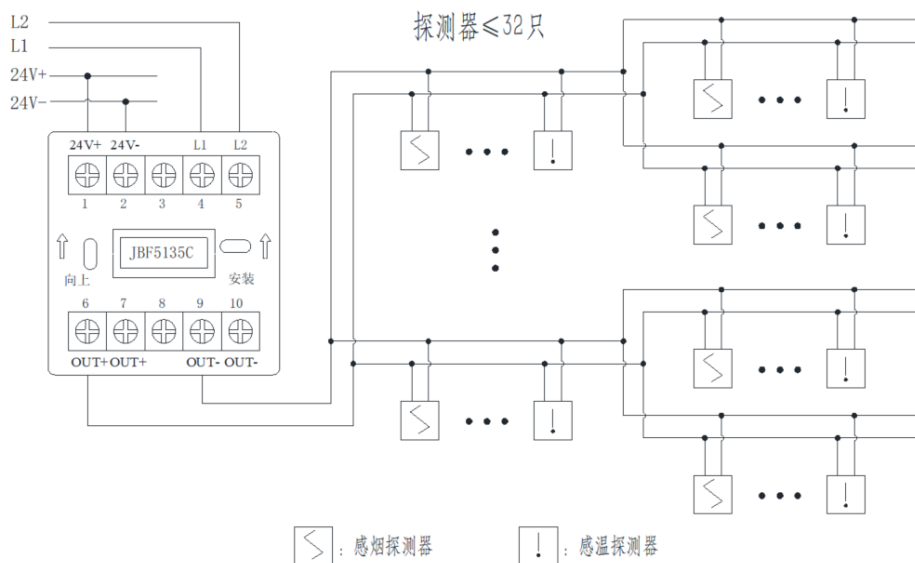 探测器≤32只
L2
L1
24V+
24V-
24V+ 24V- L1 L2
1 2 3 4 5
JBF5135C
向上 安装
6 7 8 9 10
OUT+ OUT+ OUT- OUT-
: 感烟探测器 : 感温探测器